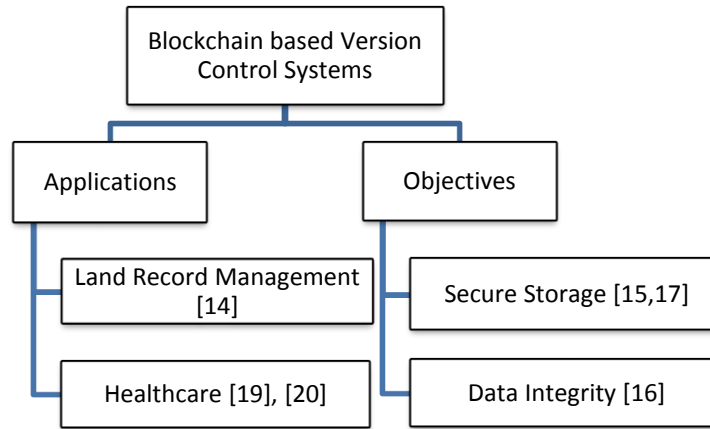 Blockchain based Version
Control Systems
Applications
Objectives
Land Record Management
[14]
Secure Storage [15,17]
Healthcare [19], [20]
Data Integrity [16]